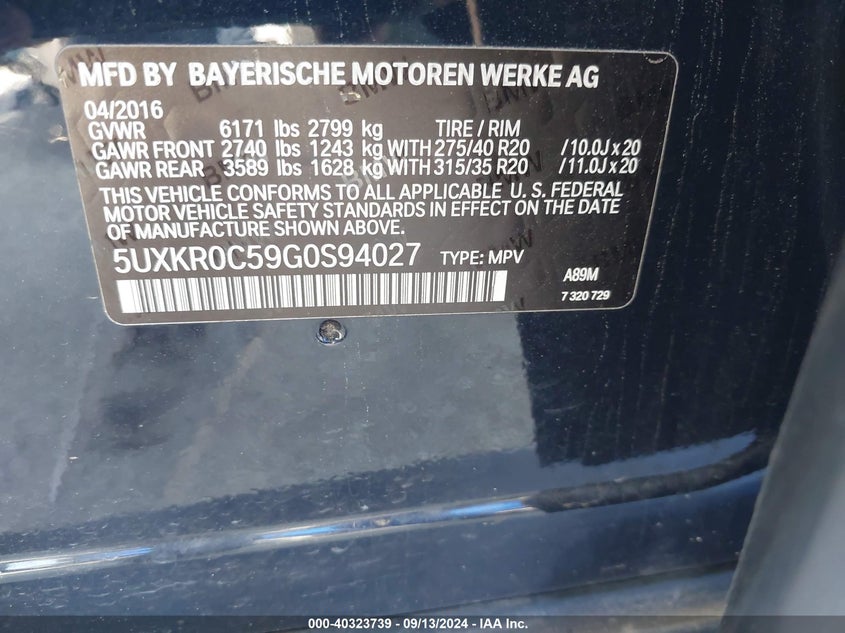 MFD BY BAYERISCHE MOTOREN WERKE AG
04/2016
GVWR 6171 lbs 2799 kg TIRE / RIM
GAWR FRONT 2740 lbs 1243 kg WITH 275/40 R20 /10.0J x 20
GAWR REAR 3589 lbs 1628 kg WITH 315/35 R20 /11.0J x 20
THIS VEHICLE CONFORMS TO ALL APPLICABLE U. S. FEDERAL
MOTOR VEHICLE SAFETY STANDARDS IN EFFECT ON THE DATE
OF MANUFACTURE SHOWN ABOVE.
5UXKR0C59G0S94027 TYPE: MPV
A89M
7 320 729
000-40323739 - 09/13/2024 - IAA Inc.